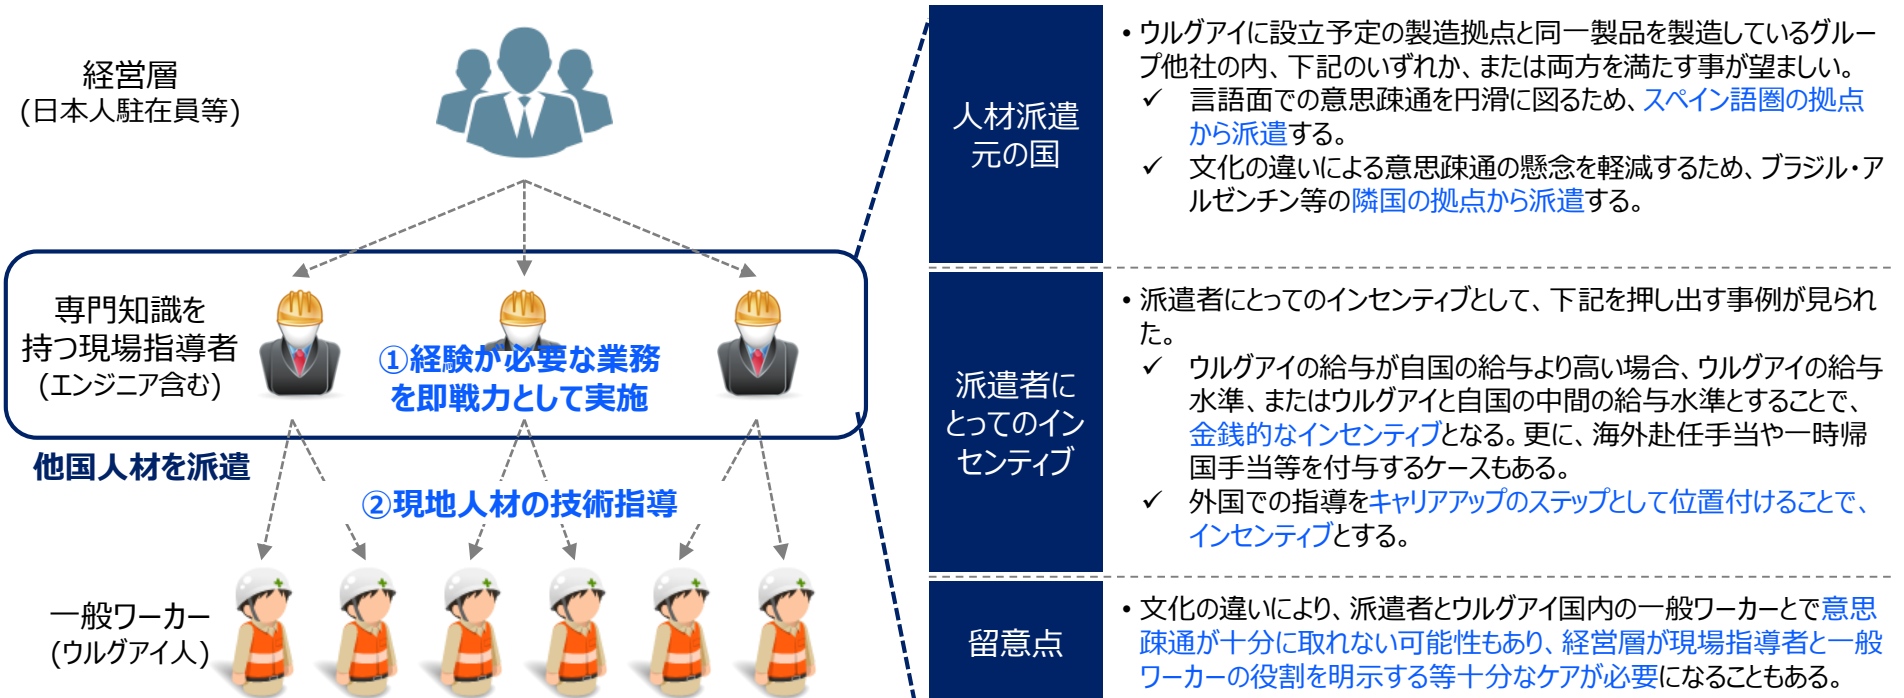 経営層
(日本人駐在員等)
専門知識を
持つ現場指導者
(エンジニア含む)
①経験が必要な業務
を即戦力として実施
他国人材を派遣
②現地人材の技術指導
一般ワーカー
(ウルグアイ人)
人材派遣
元の国
• ウルグアイに設立予定の製造拠点と同一製品を製造しているグルー
プ他社の内、下記のいずれか、または両方を満たす事が望ましい。
✓ 言語面での意思疎通を円滑に図るため、スペイン語圏の拠点
から派遣する。
✓ 文化の違いによる意思疎通の懸念を軽減するため、ブラジル・ア
ルゼンチン等の隣国の拠点から派遣する。
派遣者に
とってのイン
センティブ
• 派遣者にとってのインセンティブとして、下記を押し出す事例が見られ
た。
✓ ウルグアイの給与が自国の給与より高い場合、ウルグアイの給与
水準、またはウルグアイと自国の中間の給与水準とすることで、
金銭的なインセンティブとなる。更に、海外赴任手当や一時帰
国手当等を付与するケースもある。
✓ 外国での指導をキャリアアップのステップとして位置付けることで、
インセンティブとする。
留意点
• 文化の違いにより、派遣者とウルグアイ国内の一般ワーカーとで意思
疎通が十分に取れない可能性もあり、経営層が現場指導者と一般
ワーカーの役割を明示する等十分なケアが必要になることもある。